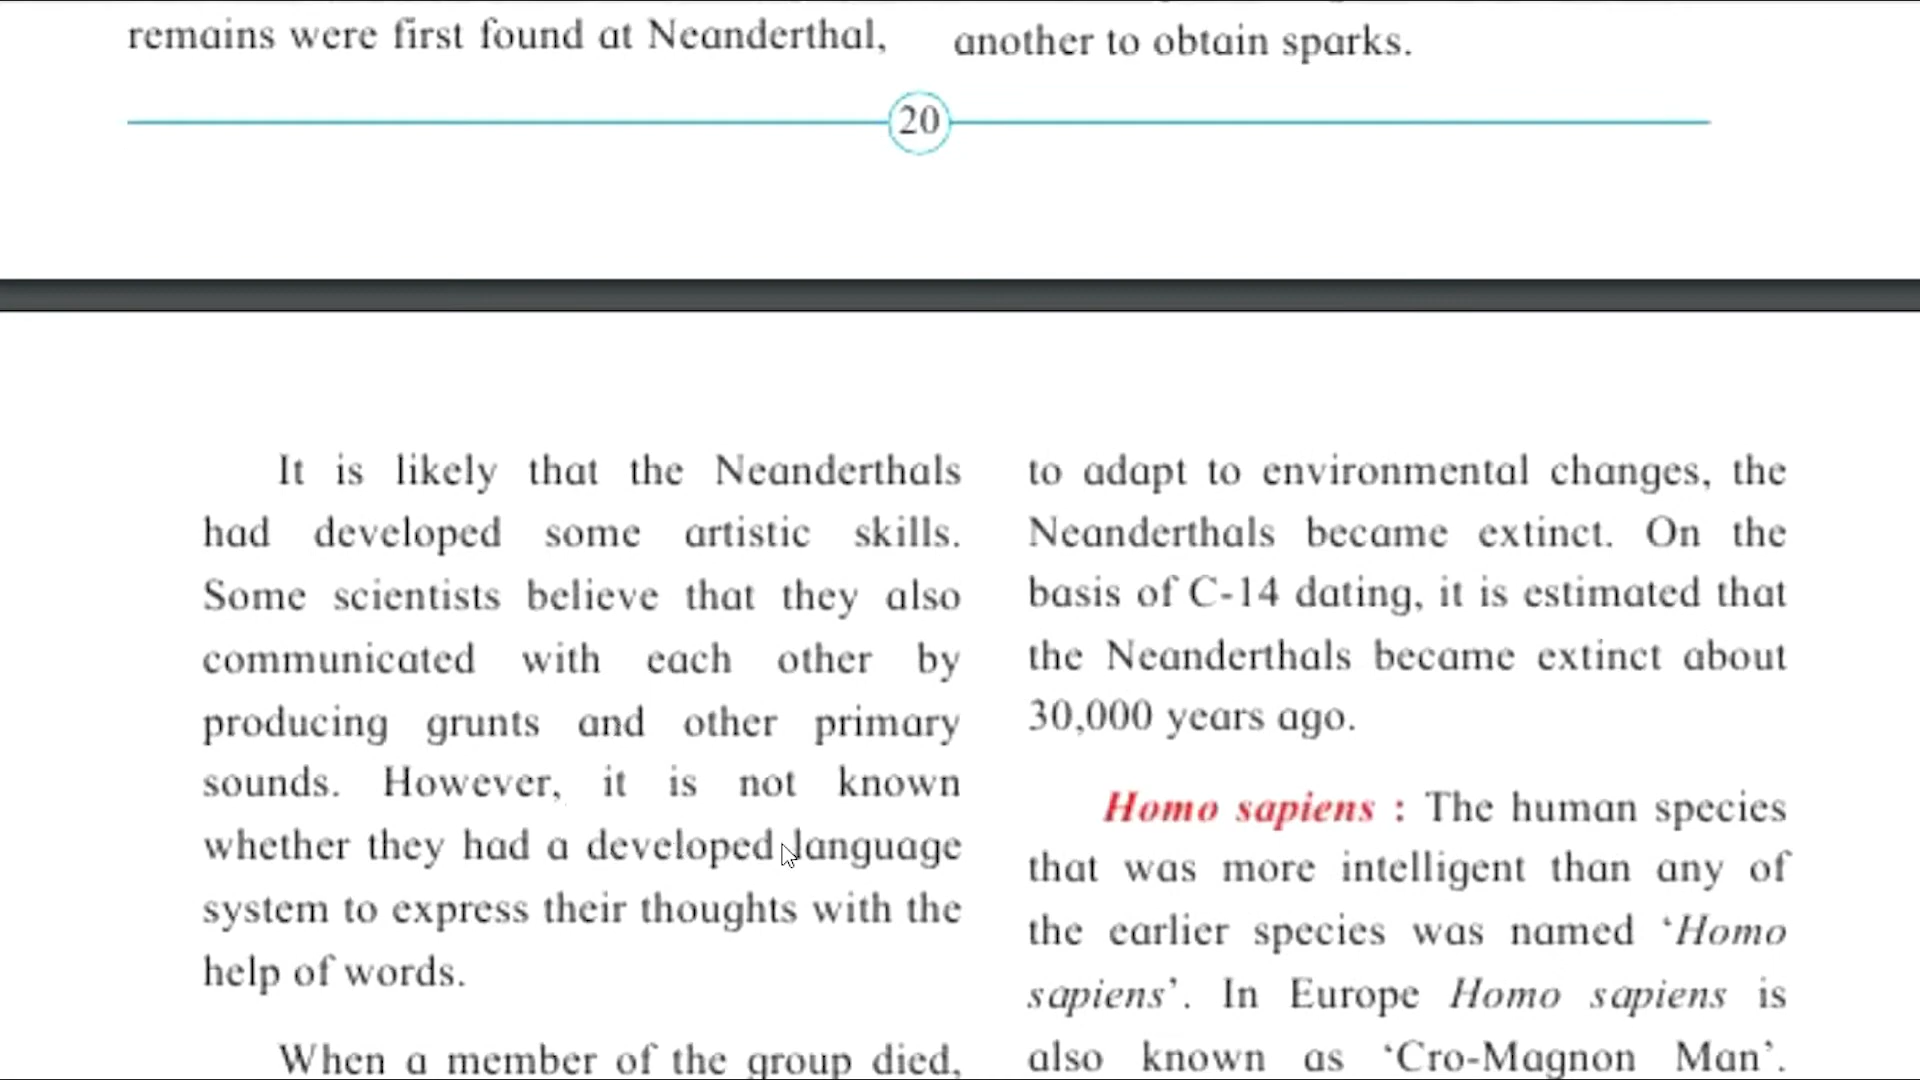 remains were first found at Neanderthal,
another to obtain sparks.
20
It is likely that the Neanderthals
had developed some artistic skills.
Some scientists believe that they also
communicated with each other by
producing grunts and other primary
sounds. However, it is not known
whether they had a developed language
system to express their thoughts with the
help of words.
When a member of the group died,
to adapt to environmental changes, the
Neanderthals became extinct. On the
basis of C-14 dating, it is estimated that
the Neanderthals became extinct about
30,000 years ago.
Homo sapiens : The human species
that was more intelligent than any of
the earlier species was named ‘Homo
sapiens’. In Europe Homo sapiens is
also known as ‘Cro-Magnon Man’.